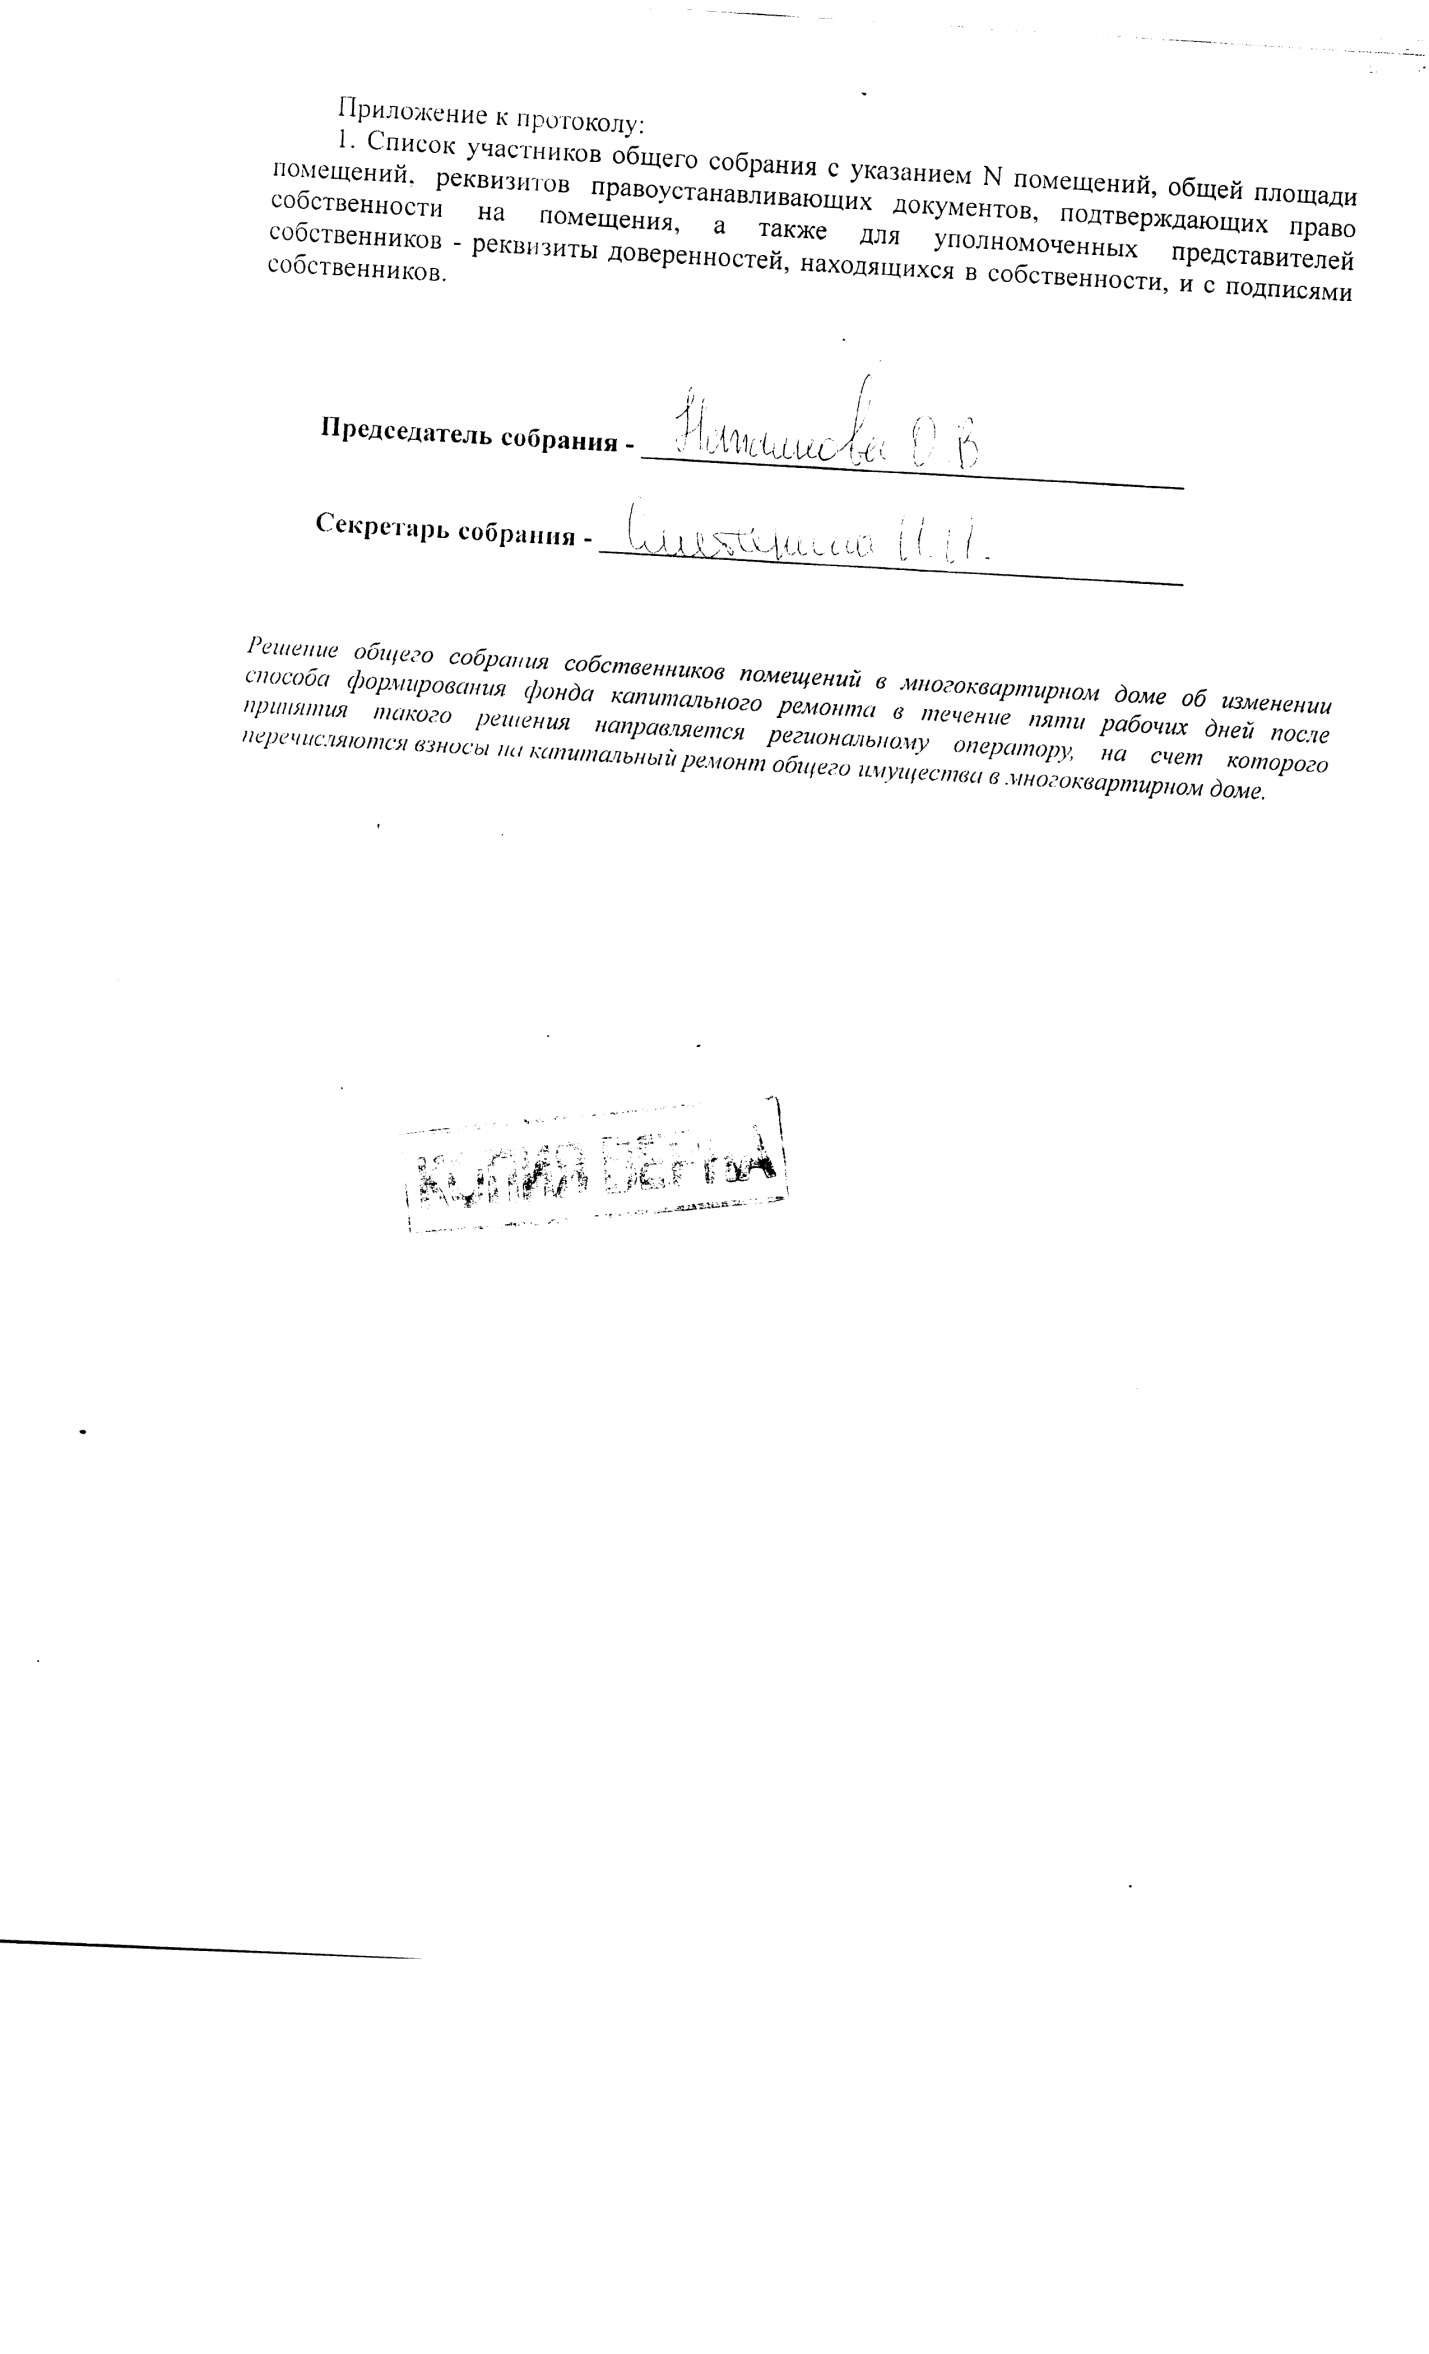 Приложение к протоколу:
1. Список участников общего собрания с указанием N помещений, общей площади
помещений, реквизитов правоустанавливающих документов, подтверждающих право
собственности на помещения, а также для уполномоченных представителей
собственников - реквизиты доверенностей, находящихся в собственности, и с подписями
собственников.
Председатель собрания - О В
Секретарь собрания -
Решение общего собрания собственников помещений в многоквартирном доме об изменении
способа формирования фонда капитального ремонта в течение пяти рабочих дней после
принятия такого решения направляется региональному оператору, на счет которого
перечисляются взносы на капитальный ремонт общего имущества в многоквартирном доме.
КОПИЯ ВЕРНА